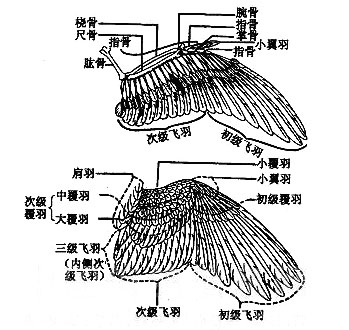 腕骨
桡骨
指骨
尺骨
掌骨
指骨
小翼羽
指骨
肱骨
次级飞羽
初级飞羽
小覆羽
肩羽
小翼羽
中覆羽
初级覆羽
次级
覆羽
大覆羽
三级飞羽
(内侧次
级飞羽)
次级飞羽
初级飞羽